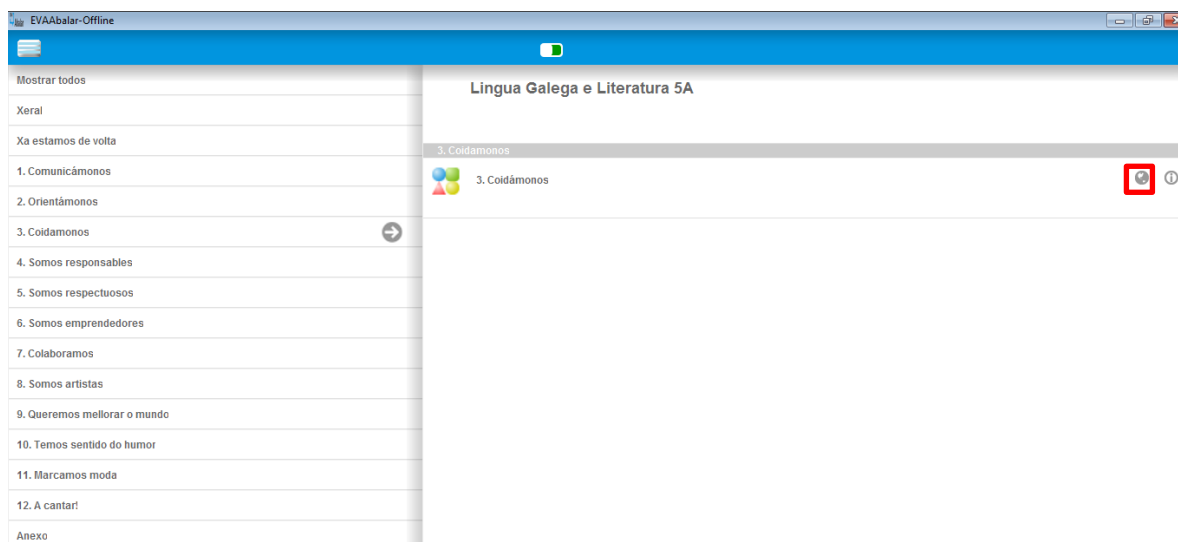 EVAAbalar-Offline
Mostrar todos
Xeral
Xa estamos de volta
1. Comunicámonos
2. Orientámonos
3. Coidamonos
4. Somos responsables
5. Somos respectuosos
6. Somos emprendedores
7. Colaboramos
8. Somos artistas
9. Queremos mellorar o mundo
10. Temos sentido do humor
11. Marcamos moda
12. A cantar!
Anexo
Lingua Galega e Literatura 5A
3. Coidamonos
3. Coidámonos